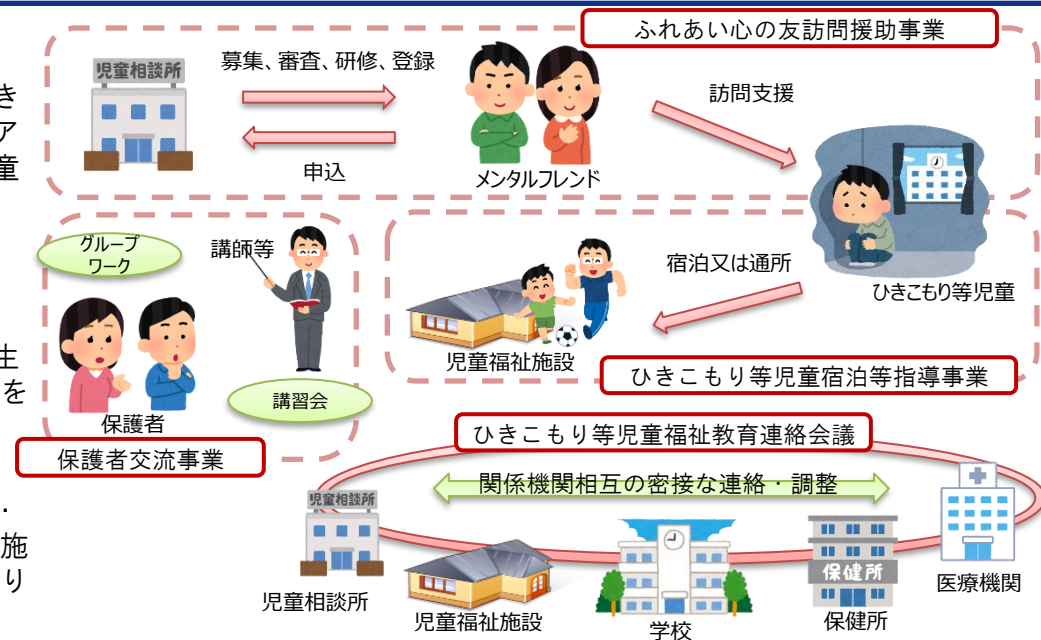 ふれあい心の友訪問援助事業
児童相談所
募集、審査、研修、登録
申込
メンタルフレンド
訪問支援
き
ア
童
ひきこもり等児童
宿泊又は通所
児童福祉施設
ひきこもり等児童宿泊等指導事業
グループ
ワーク
講師等
保護者
講習会
保護者交流事業
生
を
ひきこもり等児童福祉教育連絡会議
関係機関相互の密接な連絡・調整
・
施
り
児童相談所
児童相談所
児童福祉施設
学校
保健所
保健所
医療機関